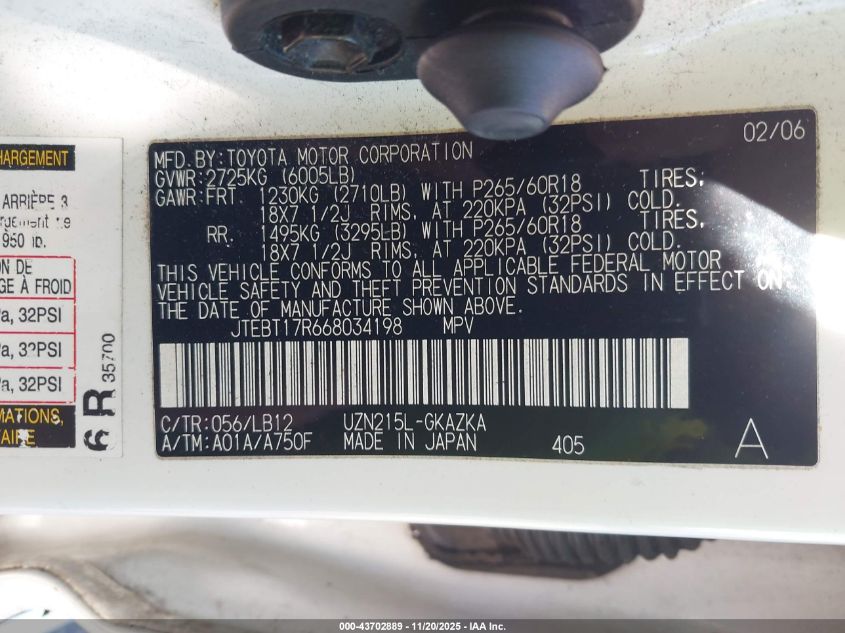 HARGEMENT
ARRIÈRE 3
950 lb.
ON DE
GE À FROID
a, 32PSI
a, 32PSI
a, 32PSI
MATIONS,
AIRE
6 R 35700
02/06
MFD. BY: TOYOTA MOTOR CORPORATION
GVWR: 2725KG (6005LB)
GAWR: FRT. 1230KG (2710LB) WITH P265/60R18 TIRES,
18X7 1/2J RIMS, AT 220KPA (32PSI) COLD.
RR. 1495KG (3295LB) WITH P265/60R18 TIRES,
18X7 1/2J RIMS, AT 220KPA (32PSI) COLD.
THIS VEHICLE CONFORMS TO ALL APPLICABLE FEDERAL MOTOR
VEHICLE SAFETY AND THEFT PREVENTION STANDARDS IN EFFECT ON
THE DATE OF MANUFACTURE SHOWN ABOVE.
JTEBT17R668034198 MPV
C/TR: 056/LB12 UZN215L-GKAZKA
A/TM: A01A/A750F MADE IN JAPAN 405 A
000-43702889 - 11/20/2025 - IAA Inc.